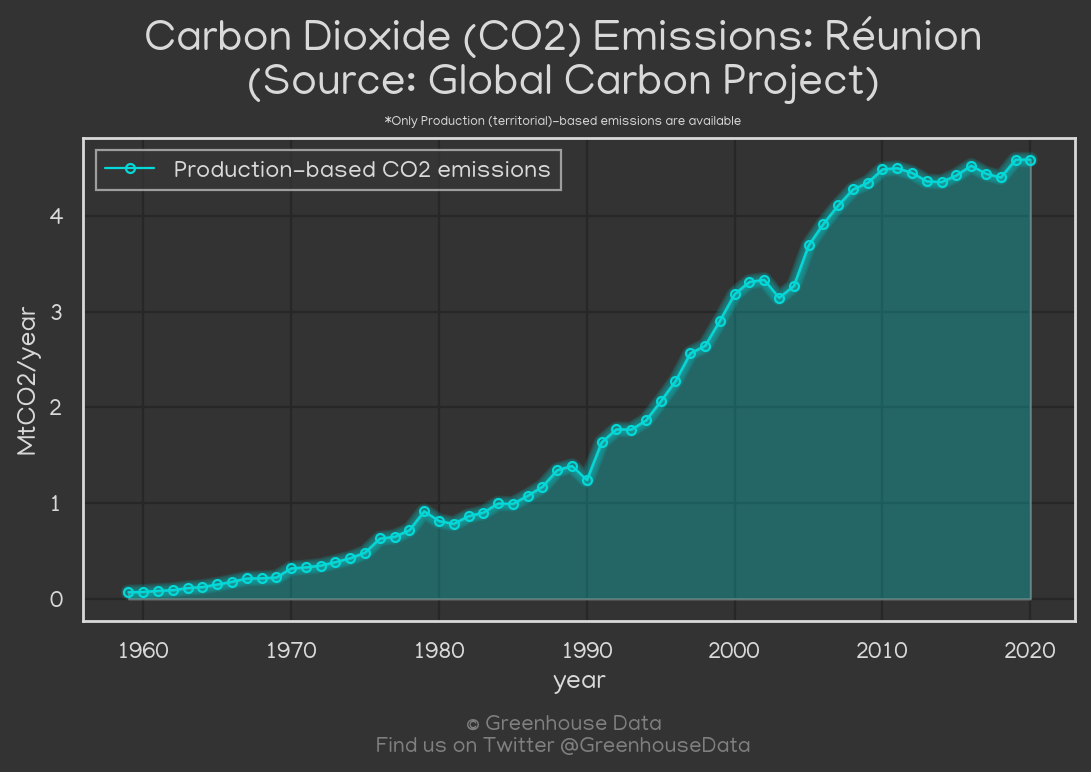 Carbon Dioxide (CO2) Emissions: Réunion
(Source: Global Carbon Project)
*Only Production (territorial)-based emissions are available
Production-based CO2 emissions
4
3
2
1
0
MtCO2/year
1960 1970 1980 1990 2000 2010 2020
year
© Greenhouse Data
Find us on Twitter @GreenhouseData